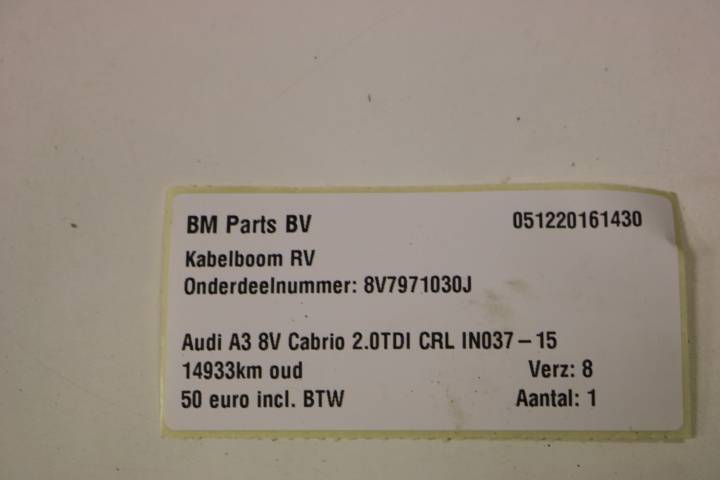 BM Parts BV 051220161430
Kabelboom RV
Onderdeelnummer: 8V7971030J
Audi A3 8V Cabrio 2.0TDI CRL IN037-15
14933km oud Verz: 8
50 euro incl. BTW Aantal: 1